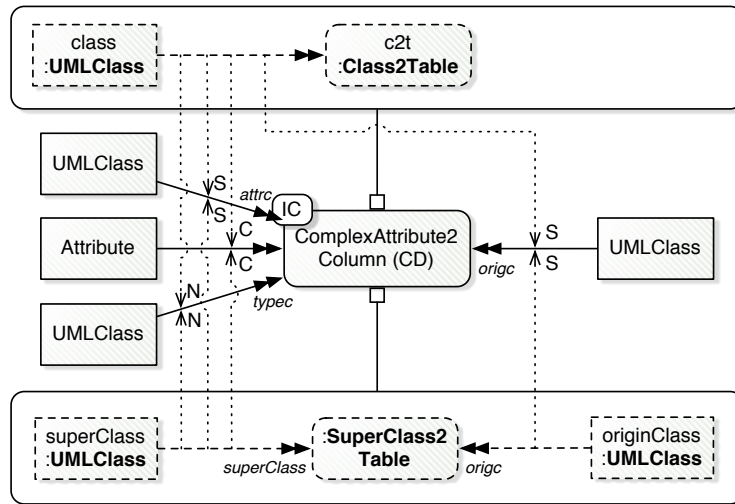 class
:UMLClass
c2t
:Class2Table
UMLClass
S
S
attrc
IC
Attribute
C
C
ComplexAttribute2
Column (CD)
S
S
origc
UMLClass
UMLClass
N
N
typec
superClass
:UMLClass
superClass
:SuperClass2
Table
origc
originClass
:UMLClass